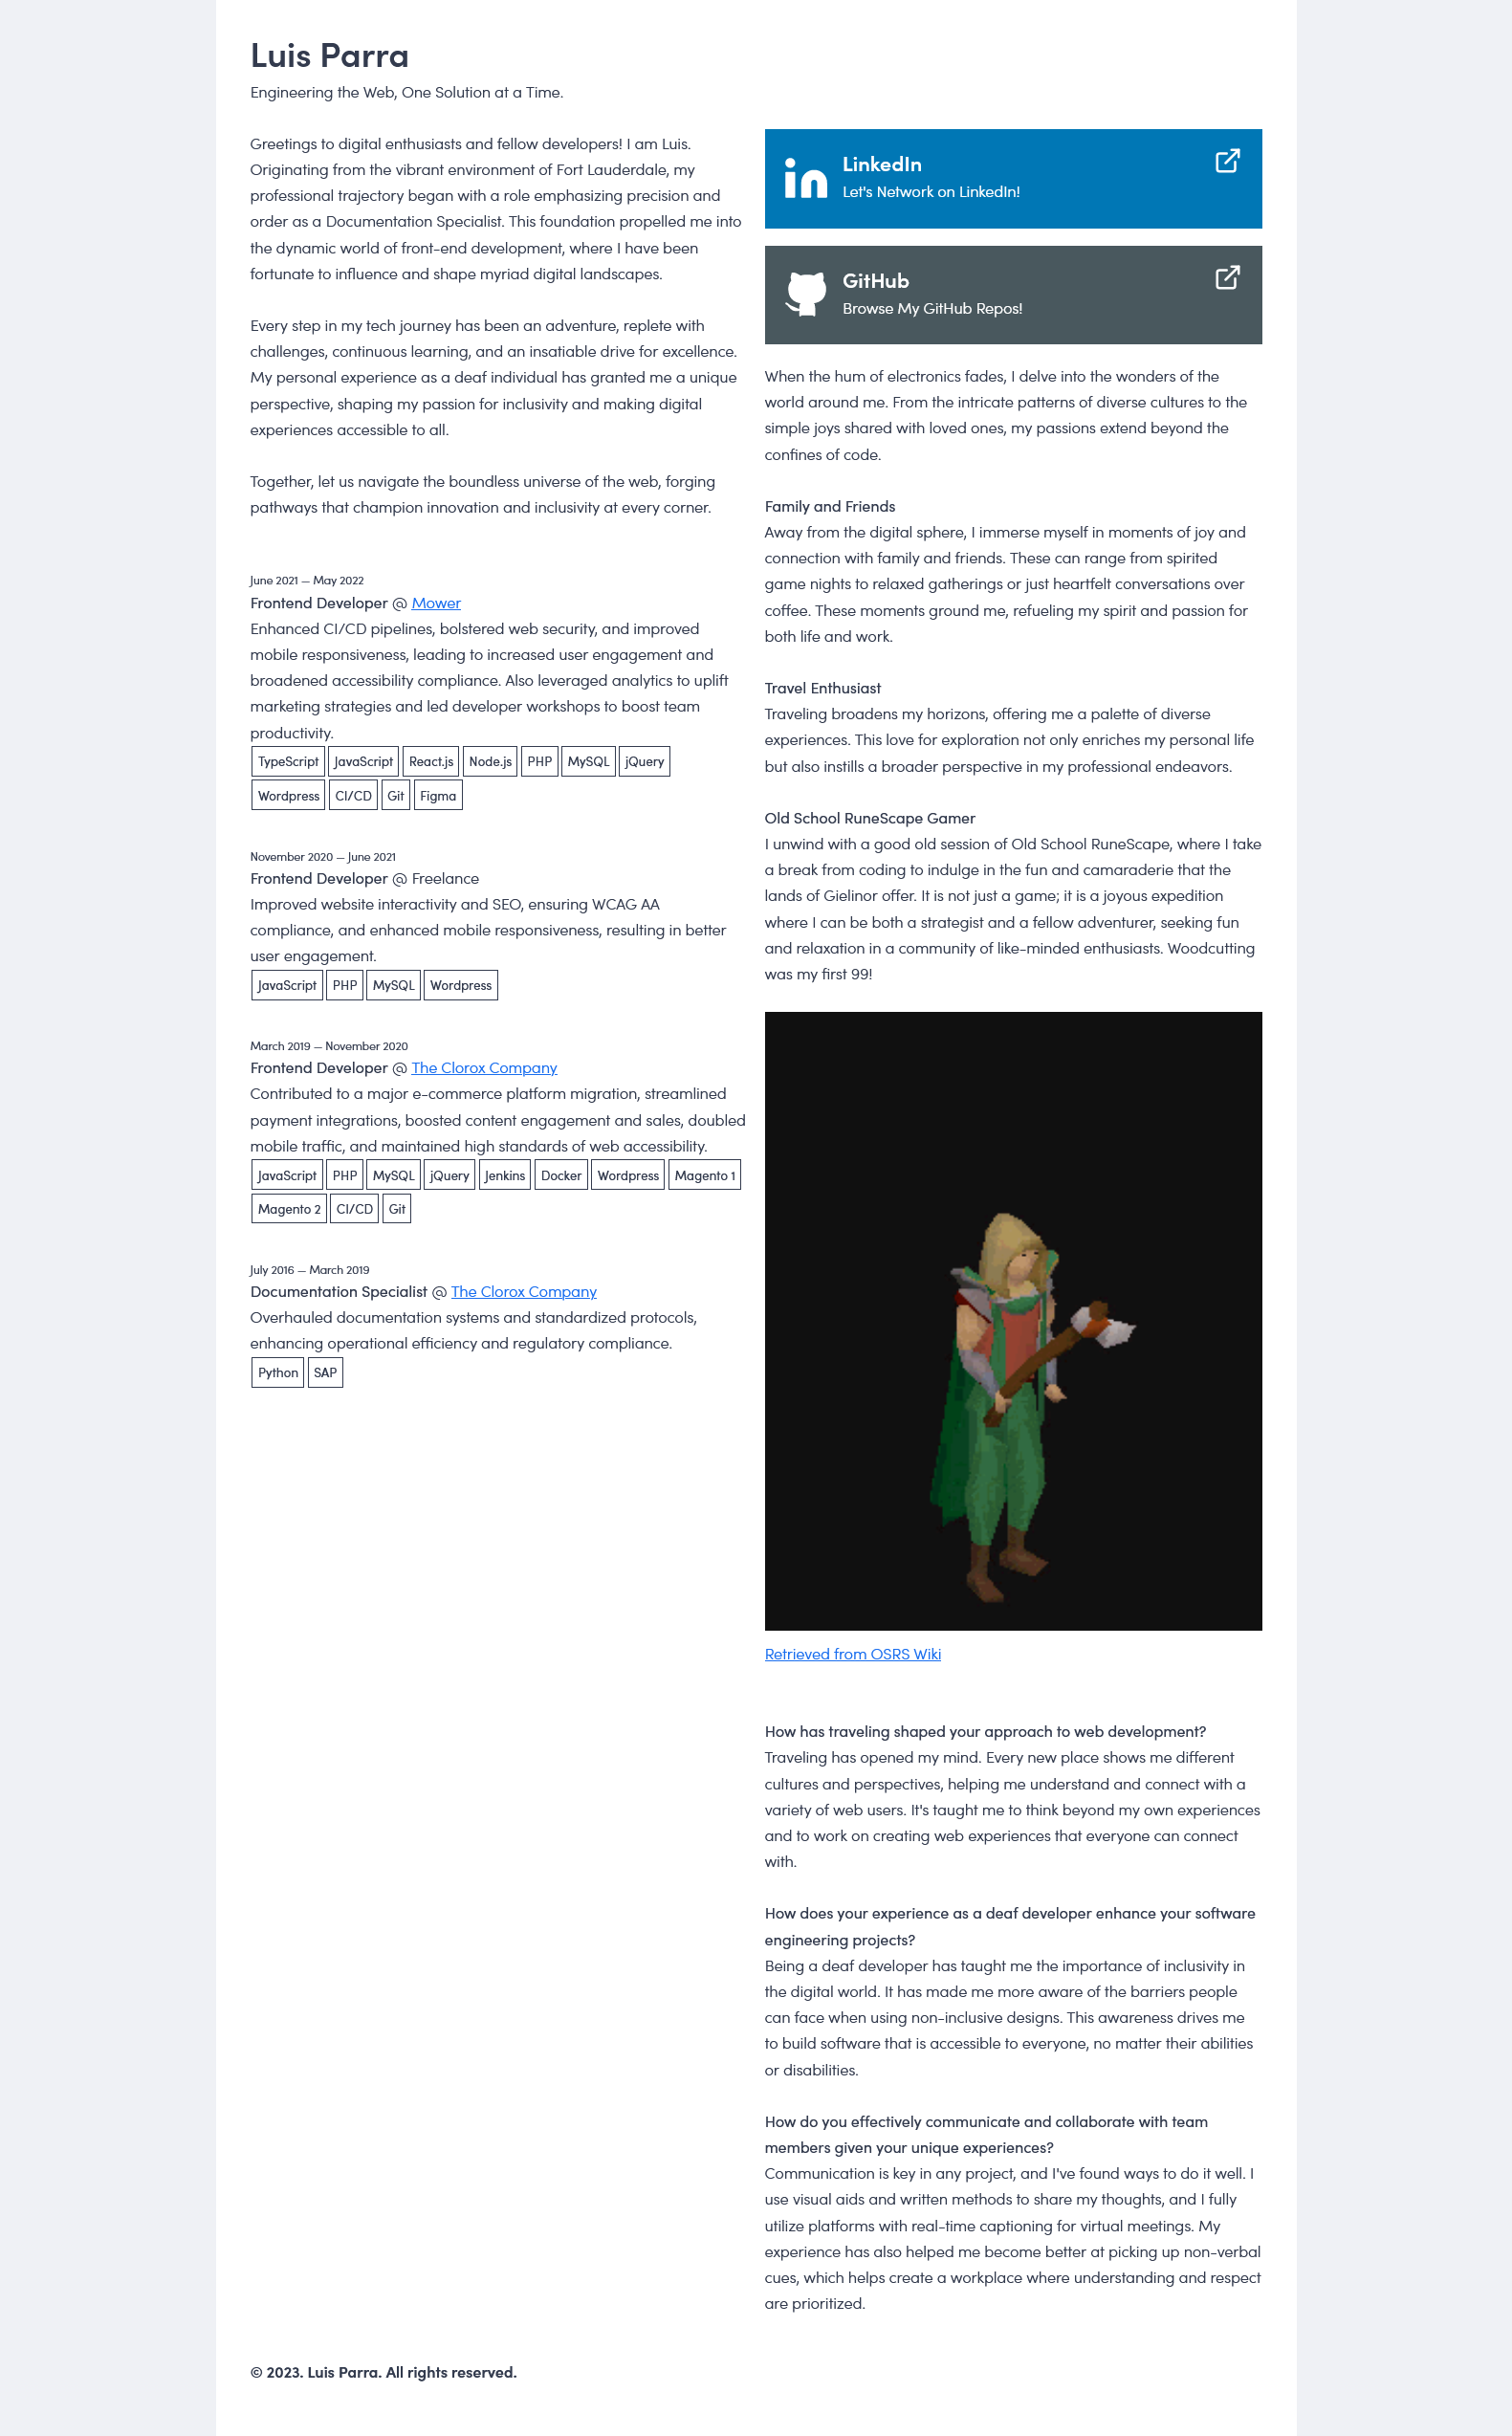 Luis Parra
Engineering the Web, One Solution at a Time.
Greetings to digital enthusiasts and fellow developers! I am Luis.
Originating from the vibrant environment of Fort Lauderdale, my
professional trajectory began with a role emphasizing precision and
order as a Documentation Specialist. This foundation propelled me into
the dynamic world of front-end development, where I have been
fortunate to influence and shape myriad digital landscapes.
Every step in my tech journey has been an adventure, replete with
challenges, continuous learning, and an insatiable drive for excellence.
My personal experience as a deaf individual has granted me a unique
perspective, shaping my passion for inclusivity and making digital
experiences accessible to all.
Together, let us navigate the boundless universe of the web, forging
pathways that champion innovation and inclusivity at every corner.
June 2021 — May 2022
Frontend Developer @ Mower
Enhanced CI/CD pipelines, bolstered web security, and improved
mobile responsiveness, leading to increased user engagement and
broadened accessibility compliance. Also leveraged analytics to uplift
marketing strategies and led developer workshops to boost team
productivity.
TypeScript JavaScript React.js Node.js PHP MySQL jQuery
Wordpress CI/CD Git Figma
November 2020 — June 2021
Frontend Developer @ Freelance
Improved website interactivity and SEO, ensuring WCAG AA
compliance, and enhanced mobile responsiveness, resulting in better
user engagement.
JavaScript PHP MySQL Wordpress
March 2019 — November 2020
Frontend Developer @ The Clorox Company
Contributed to a major e-commerce platform migration, streamlined
payment integrations, boosted content engagement and sales, doubled
mobile traffic, and maintained high standards of web accessibility.
JavaScript PHP MySQL jQuery Jenkins Docker Wordpress Magento 1
Magento 2 CI/CD Git
July 2016 — March 2019
Documentation Specialist @ The Clorox Company
Overhauled documentation systems and standardized protocols,
enhancing operational efficiency and regulatory compliance.
Python SAP
LinkedIn
Let's Network on LinkedIn!
GitHub
Browse My GitHub Repos!
When the hum of electronics fades, I delve into the wonders of the
world around me. From the intricate patterns of diverse cultures to the
simple joys shared with loved ones, my passions extend beyond the
confines of code.
Family and Friends
Away from the digital sphere, I immerse myself in moments of joy and
connection with family and friends. These can range from spirited
game nights to relaxed gatherings or just heartfelt conversations over
coffee. These moments ground me, refueling my spirit and passion for
both life and work.
Travel Enthusiast
Traveling broadens my horizons, offering me a palette of diverse
experiences. This love for exploration not only enriches my personal life
but also instills a broader perspective in my professional endeavors.
Old School RuneScape Gamer
I unwind with a good old session of Old School RuneScape, where I take
a break from coding to indulge in the fun and camaraderie that the
lands of Gielinor offer. It is not just a game; it is a joyous expedition
where I can be both a strategist and a fellow adventurer, seeking fun
and relaxation in a community of like-minded enthusiasts. Woodcutting
was my first 99!
Retrieved from OSRS Wiki
How has traveling shaped your approach to web development?
Traveling has opened my mind. Every new place shows me different
cultures and perspectives, helping me understand and connect with a
variety of web users. It's taught me to think beyond my own experiences
and to work on creating web experiences that everyone can connect
with.
How does your experience as a deaf developer enhance your software
engineering projects?
Being a deaf developer has taught me the importance of inclusivity in
the digital world. It has made me more aware of the barriers people
can face when using non-inclusive designs. This awareness drives me
to build software that is accessible to everyone, no matter their abilities
or disabilities.
How do you effectively communicate and collaborate with team
members given your unique experiences?
Communication is key in any project, and I've found ways to do it well. I
use visual aids and written methods to share my thoughts, and I fully
utilize platforms with real-time captioning for virtual meetings. My
experience has also helped me become better at picking up non-verbal
cues, which helps create a workplace where understanding and respect
are prioritized.
© 2023. Luis Parra. All rights reserved.